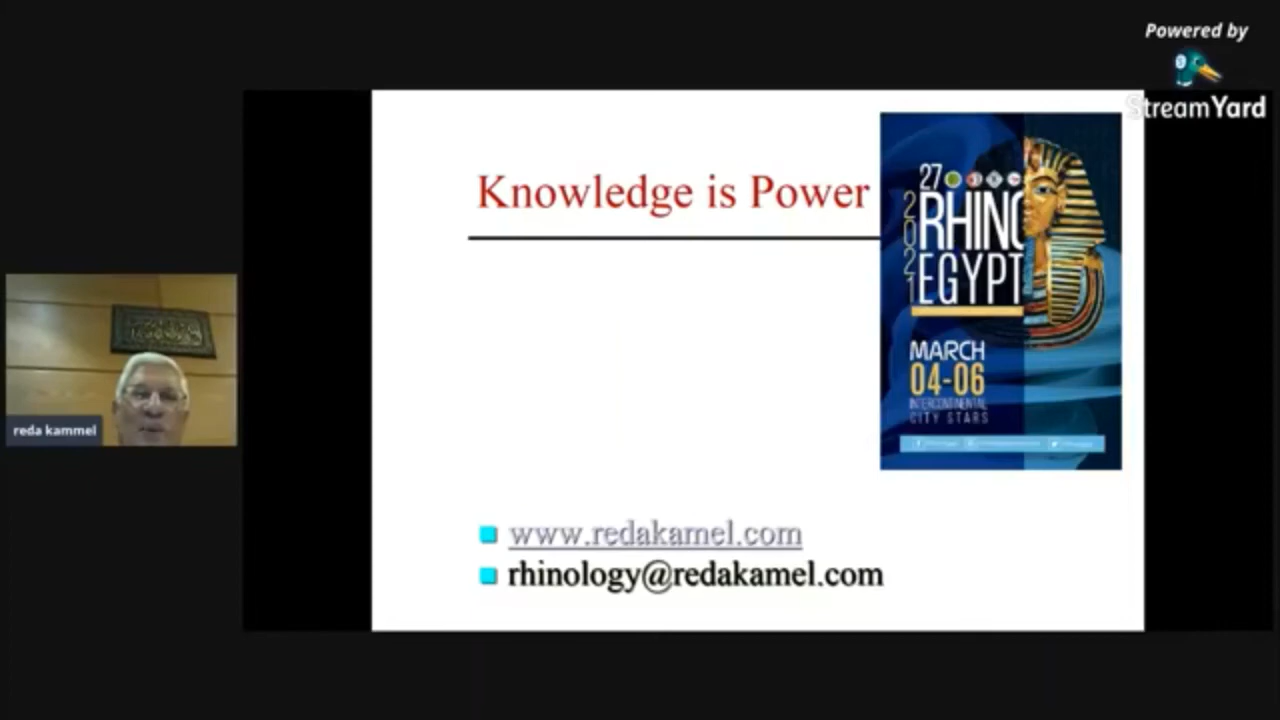 Powered by
StreamYard
Knowledge is Power
27
2021
RHINO
EGYPT
MARCH
04-06
INTERCONTINENTAL
CITY STARS
reda kammel
www.redakamel.com
rhinology@redakamel.com